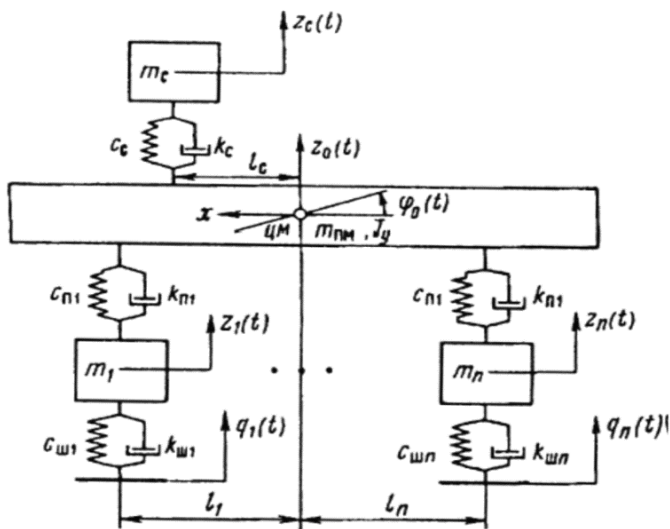 z_c(t)
m_c
c_c k_c l_c z_0(t)
x φ_0(t)
ЦМ m_ПМ, J_y
c_П1 k_П1 c_П1 k_П1
z_1(t) z_n(t)
m_1 . . . m_n
q_1(t) q_n(t)
c_Ш1 k_Ш1 c_Шn k_Шn
l_1 l_n